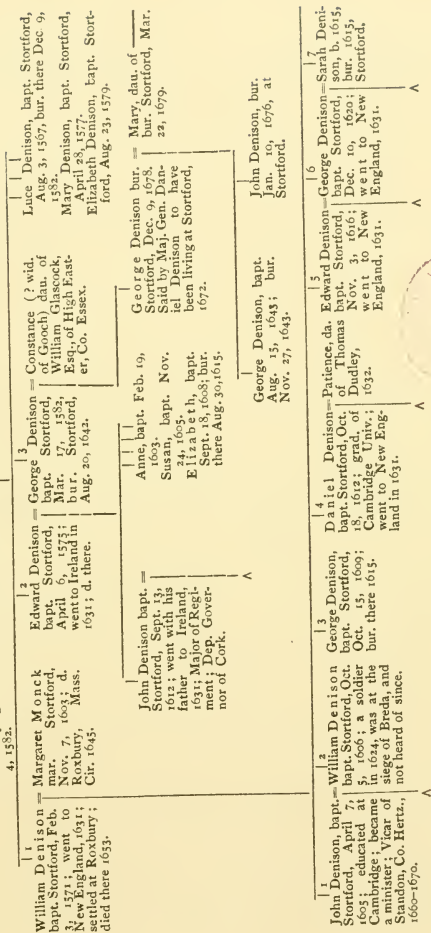 4, 1582.
1
William Denison =
bapt. Stortford, Feb.
3, 1571; went to
New England, 1631;
settled at Roxbury;
died there 1653.
Margaret Monck
mar. Stortford,
Nov. 7, 1603; d.
Roxbury, Mass.
Cir. 1645.
2
Edward Denison =
bapt. Stortford,
April 6, 1575;
went to Ireland in
1631; d. there.
3
George Denison =
bapt. Stortford,
Mar. 17, 1582,
bur. Stortford,
Aug. 20, 1642.
Constance (? wid.
of Gooch) dau. of
William Glascock,
Esq., of High East-
er, Co. Essex.
Luce Denison, bapt. Stortford,
Aug. 3, 1567, bur. there Dec 9,
1582.
Mary Denison, bapt. Stortford,
April 28, 1577.
Elizabeth Denison, bapt. Stort-
ford, Aug. 23, 1579.
John Denison bapt. =
Stortford, Sept. 13,
1612; went with his
father to Ireland,
1631; Major of Regi-
ment; Dep. Gover-
nor of Cork.
Anne, bapt. Feb. 19,
1603.
Susan, bapt. Nov.
24, 1605.
Elizabeth, bapt.
Sept. 18, 1608; bur.
there Aug. 30, 1615.
George Denison bur. =
Stortford, Dec. 9, 1678.
Said by Maj. Gen. Dan-
iel Denison to have
been living at Stortford,
1672.
Mary, dau. of — 
bur. Stortford, Mar.
22, 1679.
George Denison, bapt.
Aug. 15, 1643; bur.
Nov. 27, 1643.
John Denison, bur.
Jan. 10, 1676, at
Stortford.
1
John Denison, bapt. =
Stortford, April 7,
1605; educated at
Cambridge; became
a minister; Vicar of
Standon, Co. Hertz.,
1660-1670.
2
William Denison
bapt. Stortford, Oct.
5, 1606; a soldier
in 1624, was at the
siege of Breda, and
not heard of since.
3
George Denison,
bapt. Stortford,
Oct. 15, 1609;
bur. there 1615.
4
Daniel Denison =
bapt. Stortford, Oct.
18, 1612; grad. of
Cambridge Univ.;
went to New Eng-
land in 1631.
Patience, da.
of Thomas
Dudley,
1632.
5
Edward Denison =
bapt. Stortford,
Nov. 3, 1616;
went to New
England, 1631.
6
George Denison =
bapt. Stortford,
Dec. 10, 1620;
went to New
England, 1631.
7
Sarah Deni-
son, b. 1615,
bur. 1615,
Stortford.